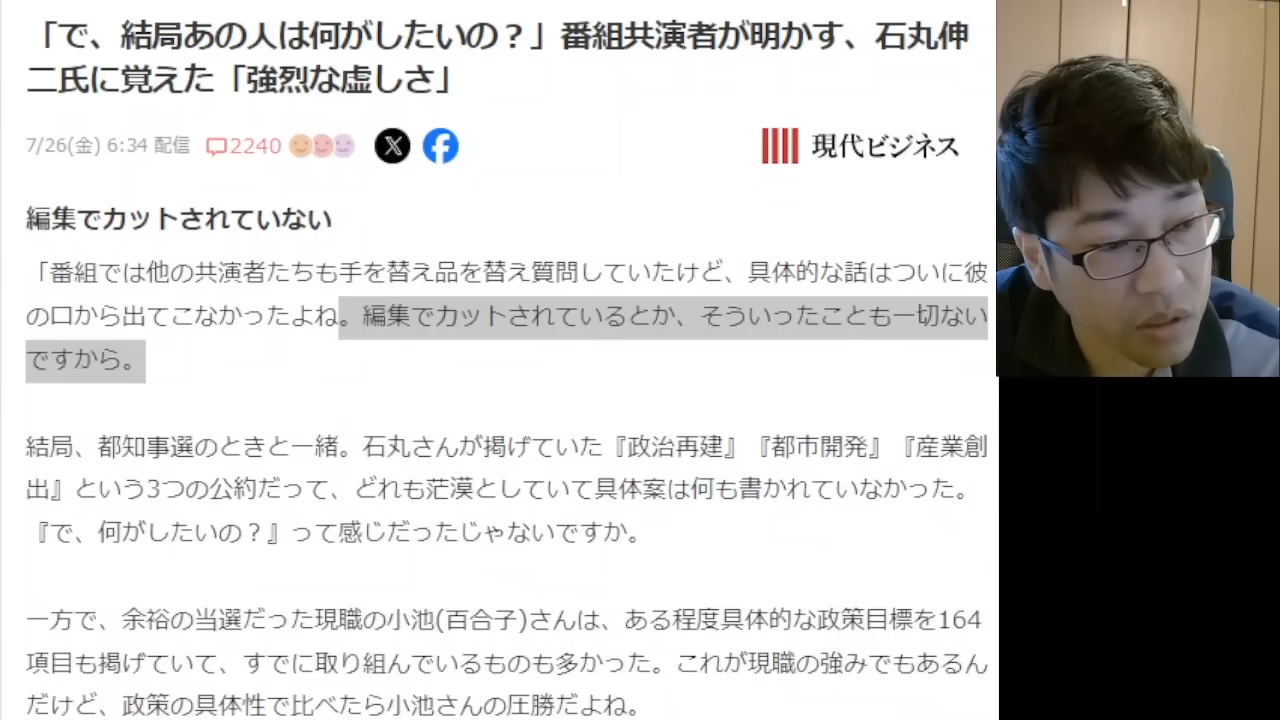 「で、結局あの人は何がしたいの？」番組共演者が明かす、石丸伸
二氏に覚えた「強烈な虚しさ」
7/26(金) 6:34 配信 2240
現代ビジネス
編集でカットされていない
「番組では他の共演者たちも手を替え品を替え質問していたけど、具体的な話はついに彼
の口から出てこなかったよね。編集でカットされているとか、そういったことも一切ない
ですから。
結局、都知事選のときと一緒。石丸さんが掲げていた『政治再建』『都市開発』『産業創
出』という3つの公約だって、どれも茫漠としていて具体案は何も書かれていなかった。
『で、何がしたいの？』って感じだったじゃないですか。
一方で、余裕の当選だった現職の小池(百合子)さんは、ある程度具体的な政策目標を164
項目も掲げていて、すでに取り組んでいるものも多かった。これが現職の強みでもあるん
だけど、政策の具体性で比べたら小池さんの圧勝だよね。